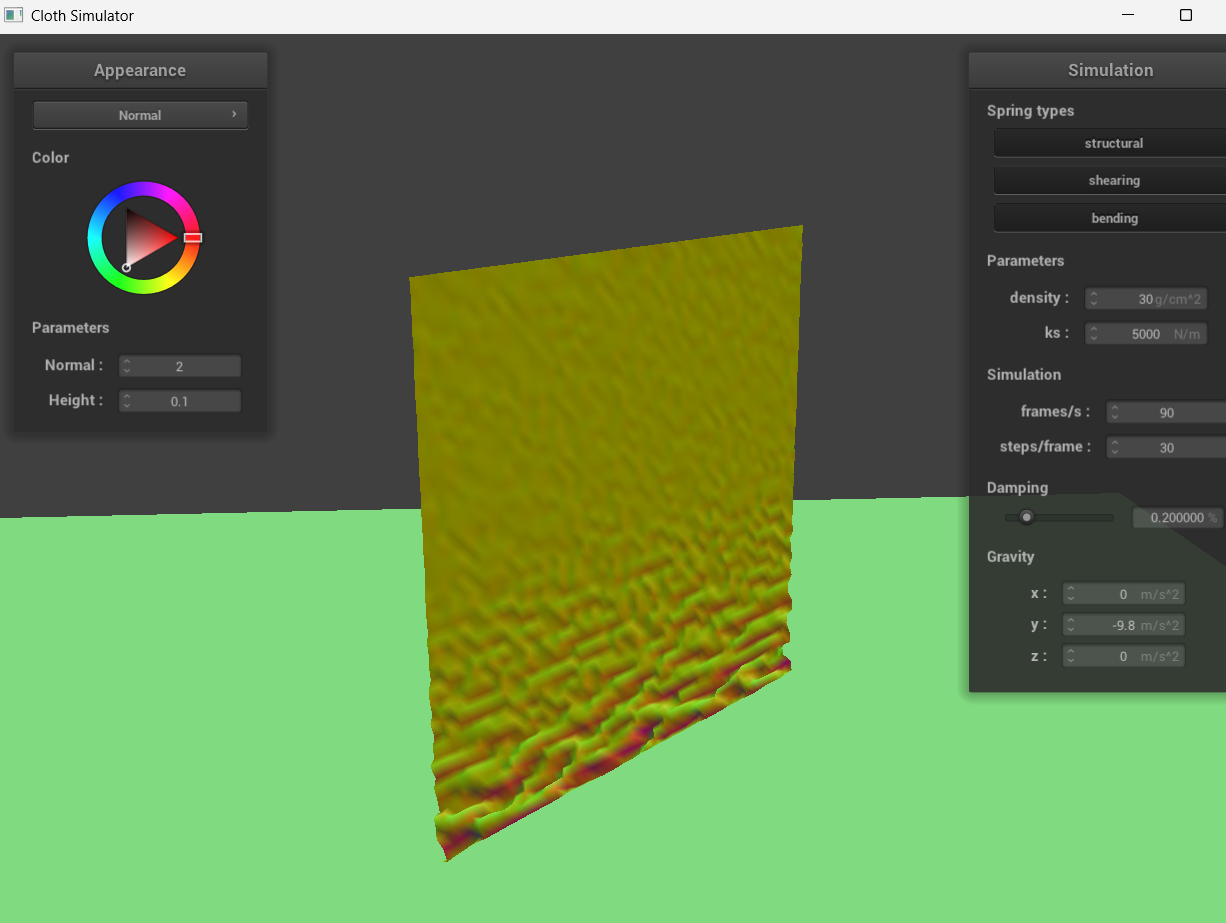 Cloth Simulator
Appearance
Normal
Color
Parameters
Normal : 2
Height : 0.1
Simulation
Spring types
structural
shearing
bending
Parameters
density : 30 g/cm^2
ks : 5000 N/m
Simulation
frames/s : 90
steps/frame : 30
Damping
0.200000 %
Gravity
x : 0 m/s^2
y : -9.8 m/s^2
z : 0 m/s^2